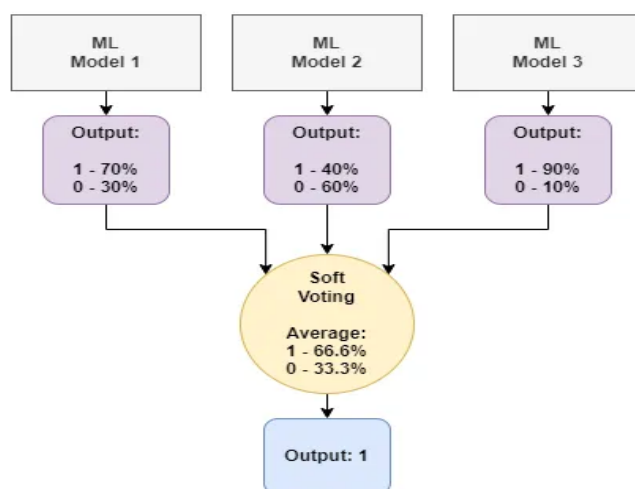 ML
Model 1
ML
Model 2
ML
Model 3
Output:
1 - 70%
0 - 30%
Output:
1 - 40%
0 - 60%
Output:
1 - 90%
0 - 10%
Soft
Voting
Average:
1 - 66.6%
0 - 33.3%
Output: 1